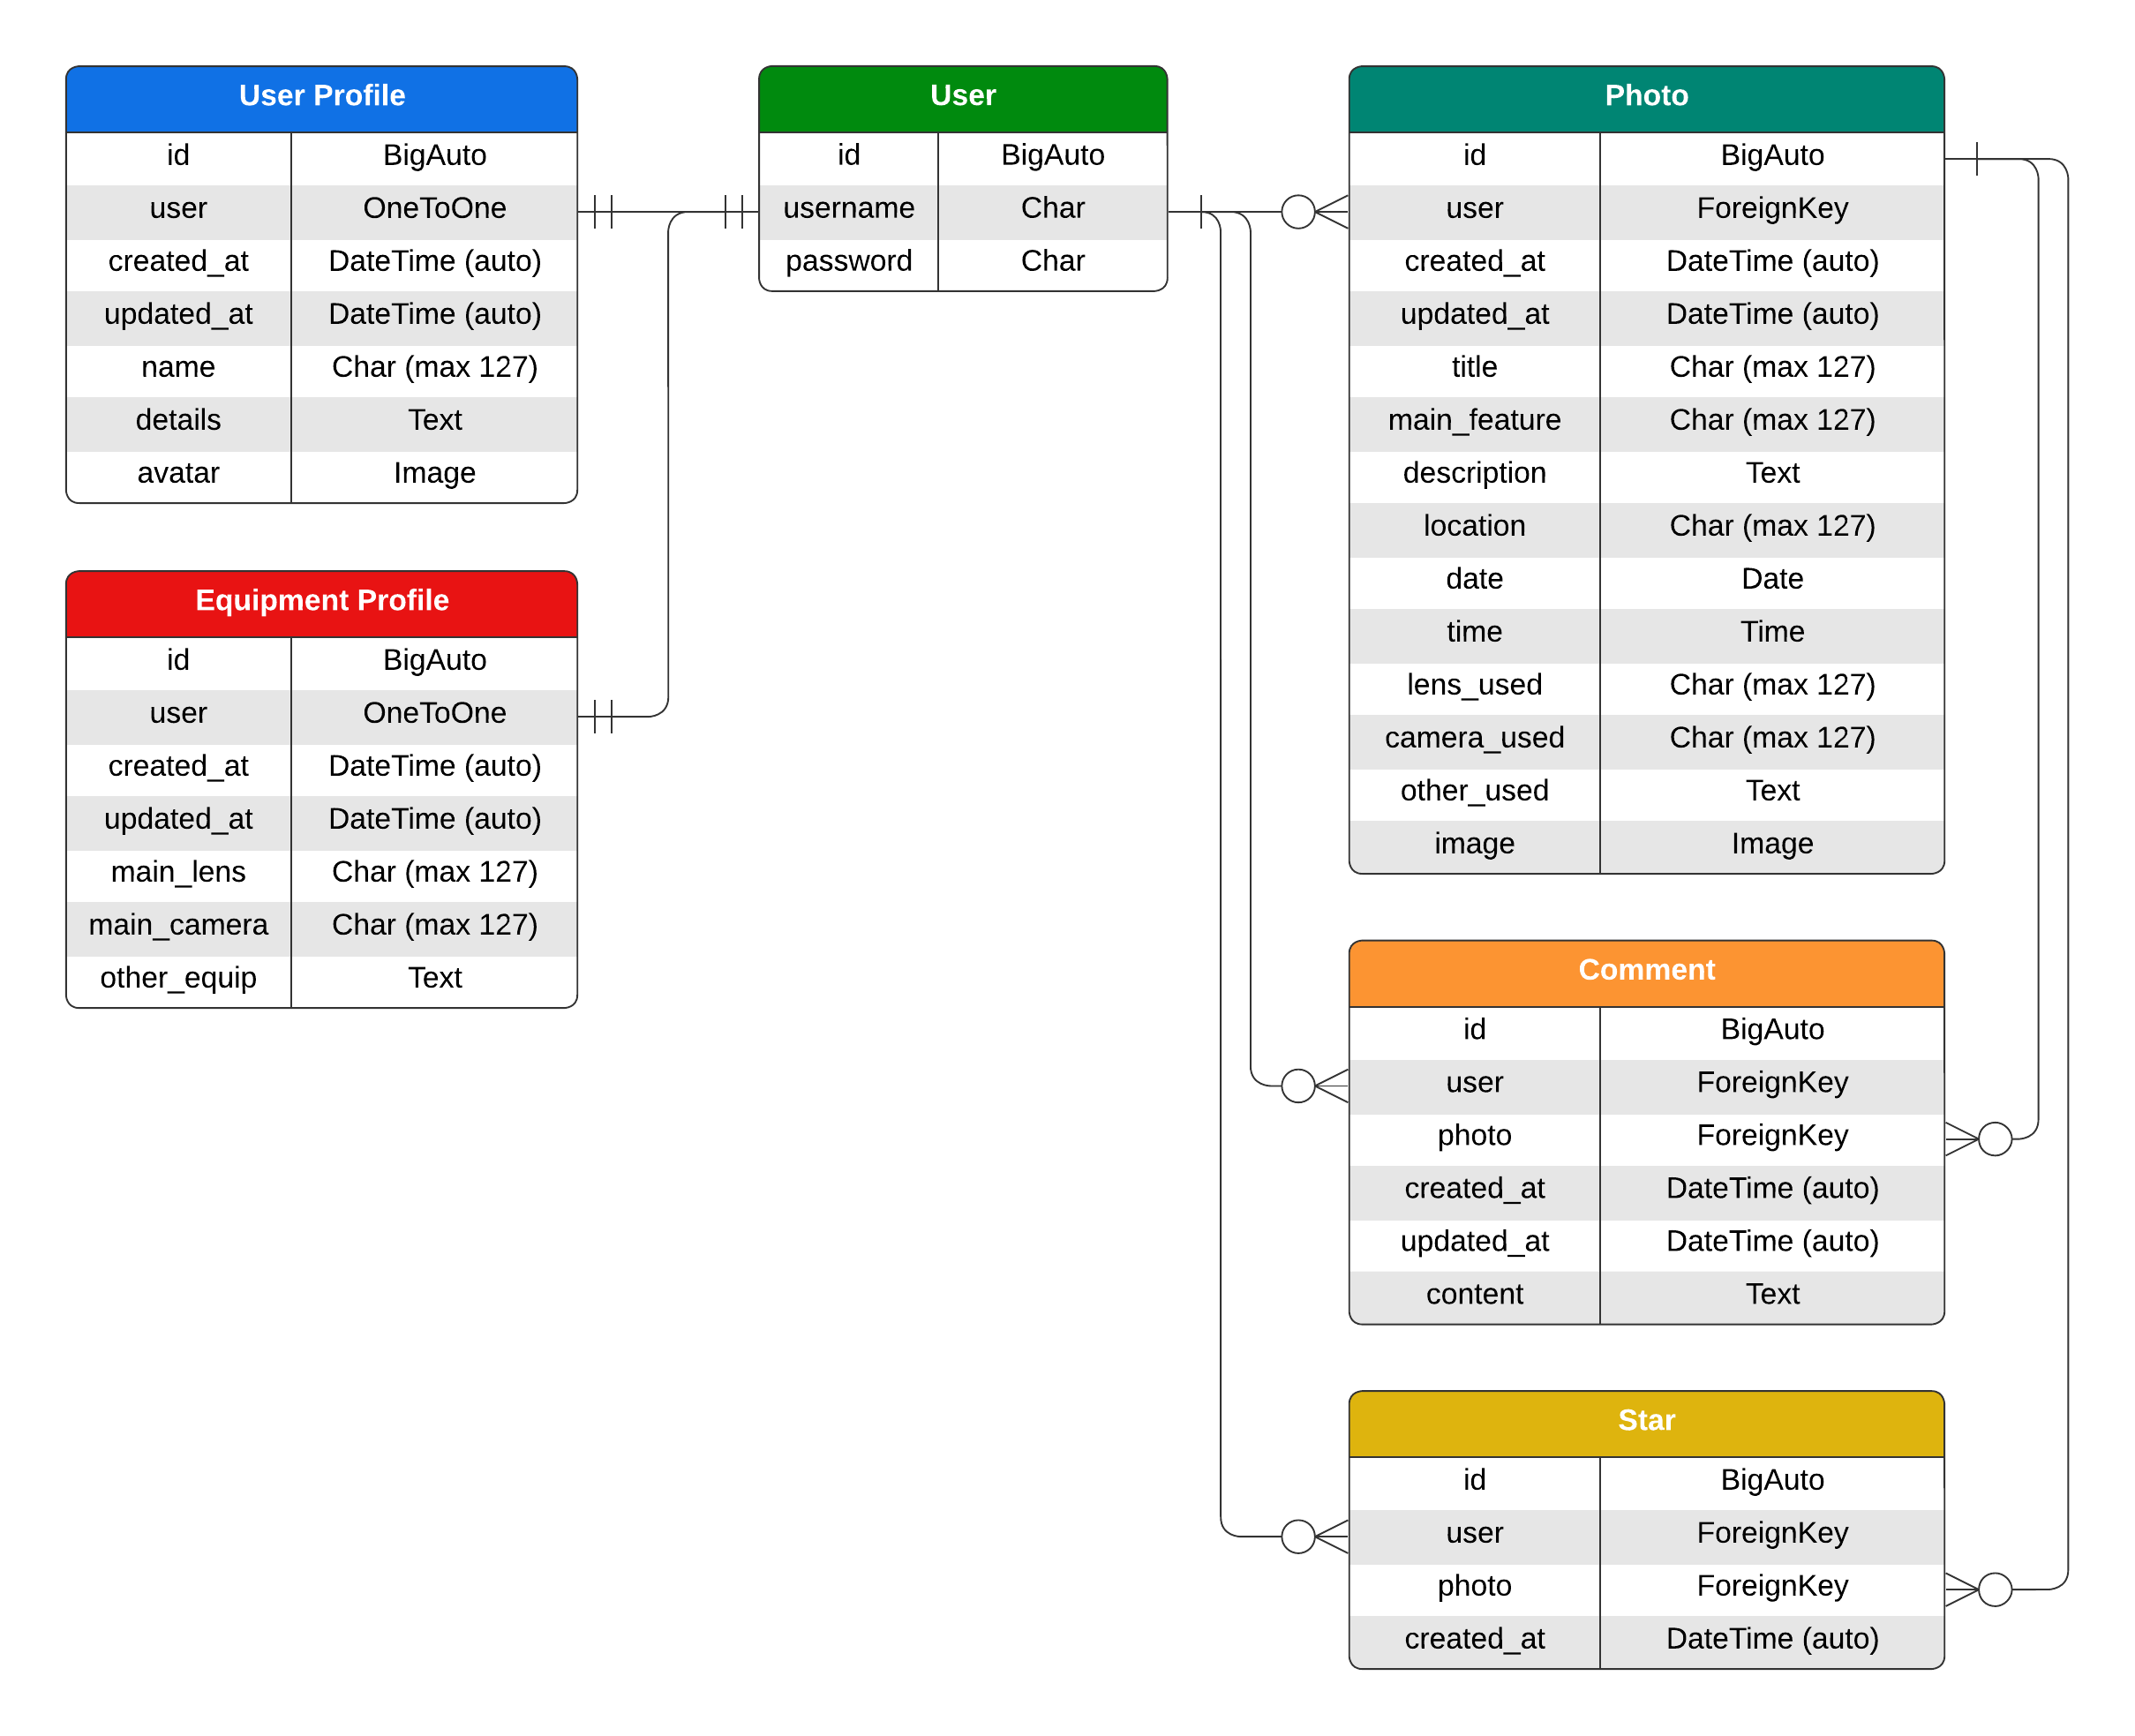 User Profile
id BigAuto
user OneToOne
created_at DateTime (auto)
updated_at DateTime (auto)
name Char (max 127)
details Text
avatar Image
Equipment Profile
id BigAuto
user OneToOne
created_at DateTime (auto)
updated_at DateTime (auto)
main_lens Char (max 127)
main_camera Char (max 127)
other_equip Text
User
id BigAuto
username Char
password Char
Photo
id BigAuto
user ForeignKey
created_at DateTime (auto)
updated_at DateTime (auto)
title Char (max 127)
main_feature Char (max 127)
description Text
location Char (max 127)
date Date
time Time
lens_used Char (max 127)
camera_used Char (max 127)
other_used Text
image Image
Comment
id BigAuto
user ForeignKey
photo ForeignKey
created_at DateTime (auto)
updated_at DateTime (auto)
content Text
Star
id BigAuto
user ForeignKey
photo ForeignKey
created_at DateTime (auto)